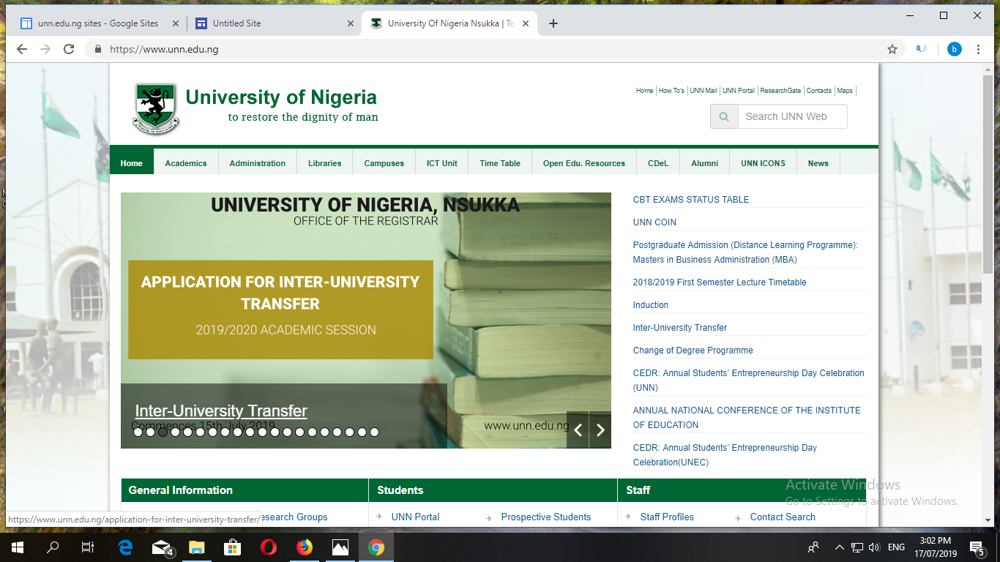 unn.edu.ng sites - Google Sites
Untitled Site
University Of Nigeria Nsukka | To
https://www.unn.edu.ng
b
University of Nigeria
to restore the dignity of man
Home
How To's
UNN Mail
UNN Portal
ResearchGate
Contacts
Maps
Search UNN Web
Home
Academics
Administration
Libraries
Campuses
ICT Unit
Time Table
Open Edu. Resources
CDeL
Alumni
UNN ICONS
News
UNIVERSITY OF NIGERIA, NSUKKA
OFFICE OF THE REGISTRAR
APPLICATION FOR INTER-UNIVERSITY
TRANSFER
2019/2020 ACADEMIC SESSION
Inter-University Transfer
Commences 15th July 2019
www.unn.edu.ng
CBT EXAMS STATUS TABLE
UNN COIN
Postgraduate Admission (Distance Learning Programme):
Masters in Business Administration (MBA)
2018/2019 First Semester Lecture Timetable
Induction
Inter-University Transfer
Change of Degree Programme
CEDR: Annual Students' Entrepreneurship Day Celebration
(UNN)
ANNUAL NATIONAL CONFERENCE OF THE INSTITUTE
OF EDUCATION
CEDR: Annual Students' Entrepreneurship Day
Celebration(UNEC)
General Information
Students
Staff
esearch Groups
UNN Portal
Prospective Students
Staff Profiles
Contact Search
Activate Windows
Go to Settings to activate Windows.
https://www.unn.edu.ng/application-for-inter-university-transfer/
4
ENG
3:02 PM
17/07/2019
5